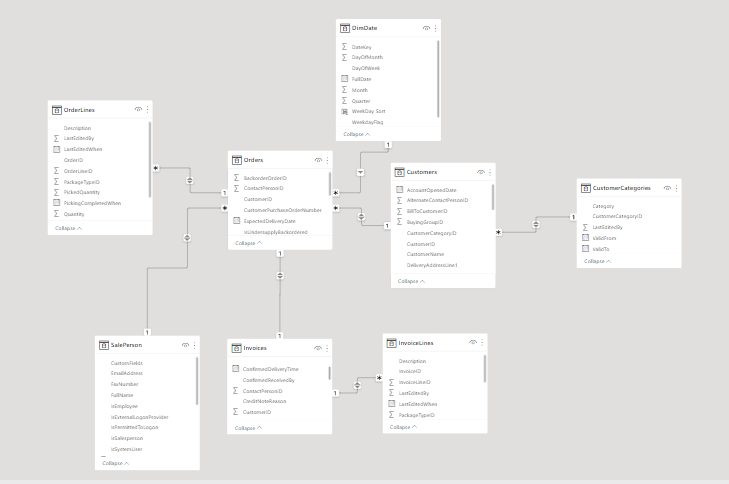 DimDate
DateKey
DayOfMonth
DayOfWeek
FullDate
Month
Quarter
WeekDay_Sort
WeekdayFlag
Collapse
OrderLines
Description
LastEditedBy
LastEditedWhen
OrderID
OrderLineID
PackageTypeID
PickedQuantity
PickingCompletedWhen
Quantity
Collapse
Orders
BackorderOrderID
ContactPersonID
CustomerID
CustomerPurchaseOrderNumber
ExpectedDeliveryDate
IsUndersupplyBackordered
Collapse
Customers
AccountOpenedDate
AlternateContactPersonID
BillToCustomerID
BuyingGroupID
CustomerCategoryID
CustomerID
CustomerName
DeliveryAddressLine1
Collapse
CustomerCategories
Category
CustomerCategoryID
LastEditedBy
ValidFrom
ValidTo
Collapse
1
*
1
*
*
*
1
*
1
1
1
1
1
*
SalePerson
CustomFields
EmailAddress
FaxNumber
FullName
IsEmployee
IsExternalLogonProvider
IsPermittedToLogon
IsSalesperson
IsSystemUser
Collapse
Invoices
ConfirmedDeliveryTime
ConfirmedReceivedBy
ContactPersonID
CreditNoteReason
CustomerID
Collapse
InvoiceLines
Description
InvoiceID
InvoiceLineID
LastEditedBy
LastEditedWhen
PackageTypeID
Collapse